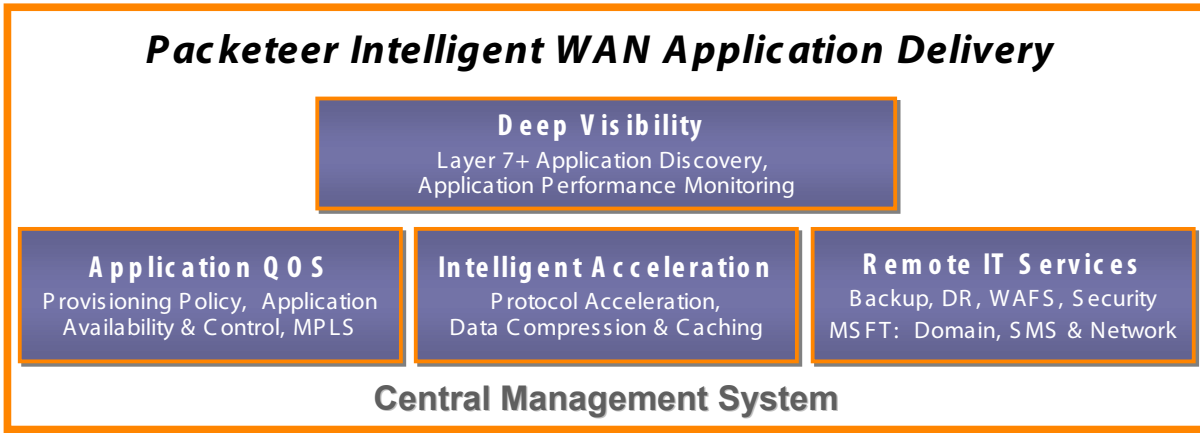 Packeteer Intelligent WAN Application Delivery
Deep Visibility
Layer 7+ Application Discovery,
Application Performance Monitoring
Application QOS
Provisioning Policy, Application
Availability & Control, MPLS
Intelligent Acceleration
Protocol Acceleration,
Data Compression & Caching
Remote IT Services
Backup, DR, WAFS, Security
MSFT: Domain, SMS & Network
Central Management System